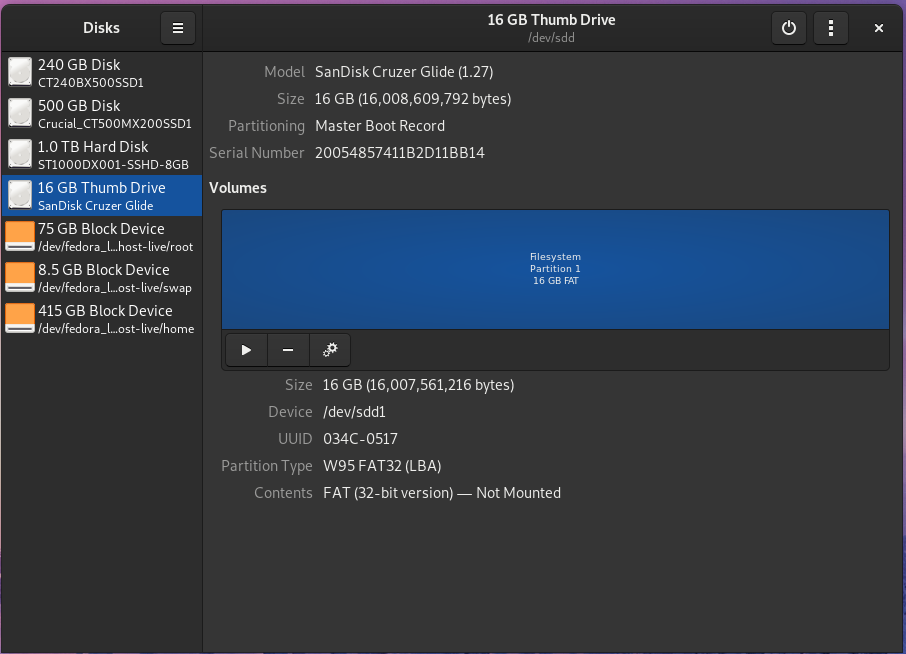 Disks
16 GB Thumb Drive
/dev/sdd
240 GB Disk
CT240BX500SSD1
500 GB Disk
Crucial_CT500MX200SSD1
1.0 TB Hard Disk
ST1000DX001-SSHD-8GB
16 GB Thumb Drive
SanDisk Cruzer Glide
75 GB Block Device
/dev/fedora_l…host-live/root
8.5 GB Block Device
/dev/fedora_l…ost-live/swap
415 GB Block Device
/dev/fedora_l…ost-live/home
Model SanDisk Cruzer Glide (1.27)
Size 16 GB (16,008,609,792 bytes)
Partitioning Master Boot Record
Serial Number 20054857411B2D11BB14
Volumes
Filesystem
Partition 1
16 GB FAT
Size 16 GB (16,007,561,216 bytes)
Device /dev/sdd1
UUID 034C-0517
Partition Type W95 FAT32 (LBA)
Contents FAT (32-bit version) — Not Mounted